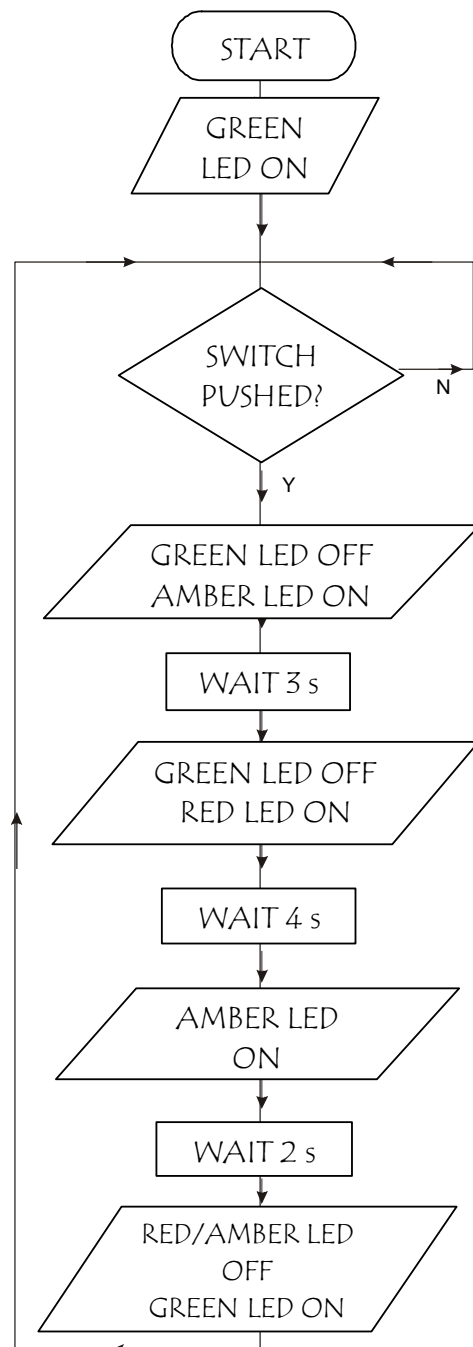 START
GREEN
LED ON
SWITCH
PUSHED?
N
Y
GREEN LED OFF
AMBER LED ON
WAIT 3 s
GREEN LED OFF
RED LED ON
WAIT 4 s
AMBER LED
ON
WAIT 2 s
RED/AMBER LED
OFF
GREEN LED ON